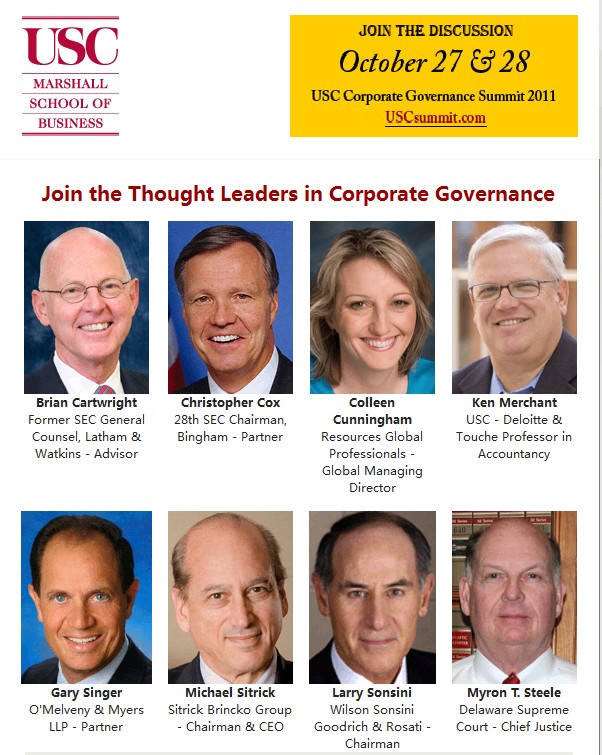 USC
MARSHALL
SCHOOL OF
BUSINESS
JOIN THE DISCUSSION
October 27 & 28
USC Corporate Governance Summit 2011
USCsummit.com
Join the Thought Leaders in Corporate Governance
Brian Cartwright
Former SEC General
Counsel, Latham &
Watkins - Advisor
Christopher Cox
28th SEC Chairman,
Bingham - Partner
Colleen
Cunningham
Resources Global
Professionals -
Global Managing
Director
Ken Merchant
USC - Deloitte &
Touche Professor in
Accountancy
Gary Singer
O'Melveny & Myers
LLP - Partner
Michael Sitrick
Sitrick Brincko Group
- Chairman & CEO
Larry Sonsini
Wilson Sonsini
Goodrich & Rosati -
Chairman
Myron T. Steele
Delaware Supreme
Court - Chief Justice